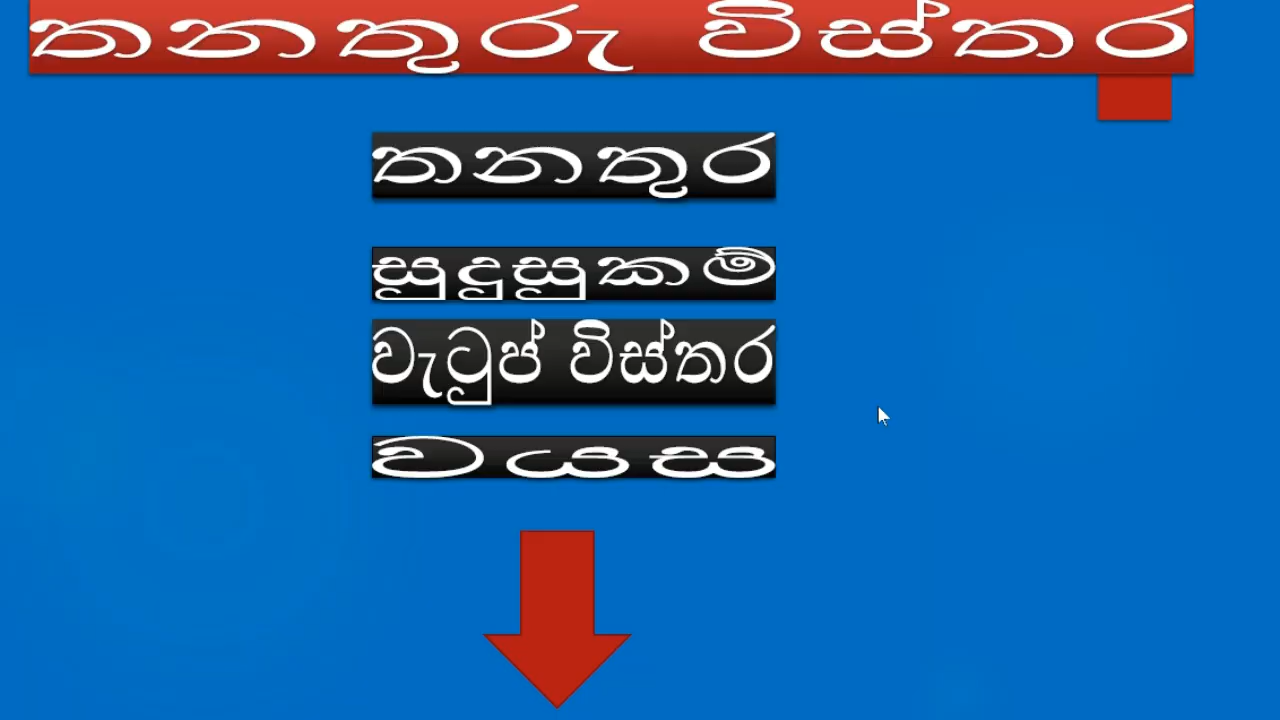 තනතුරු විස්තර
තනතුර
සුදුසුකම්
වැටුප් විස්තර
වයස